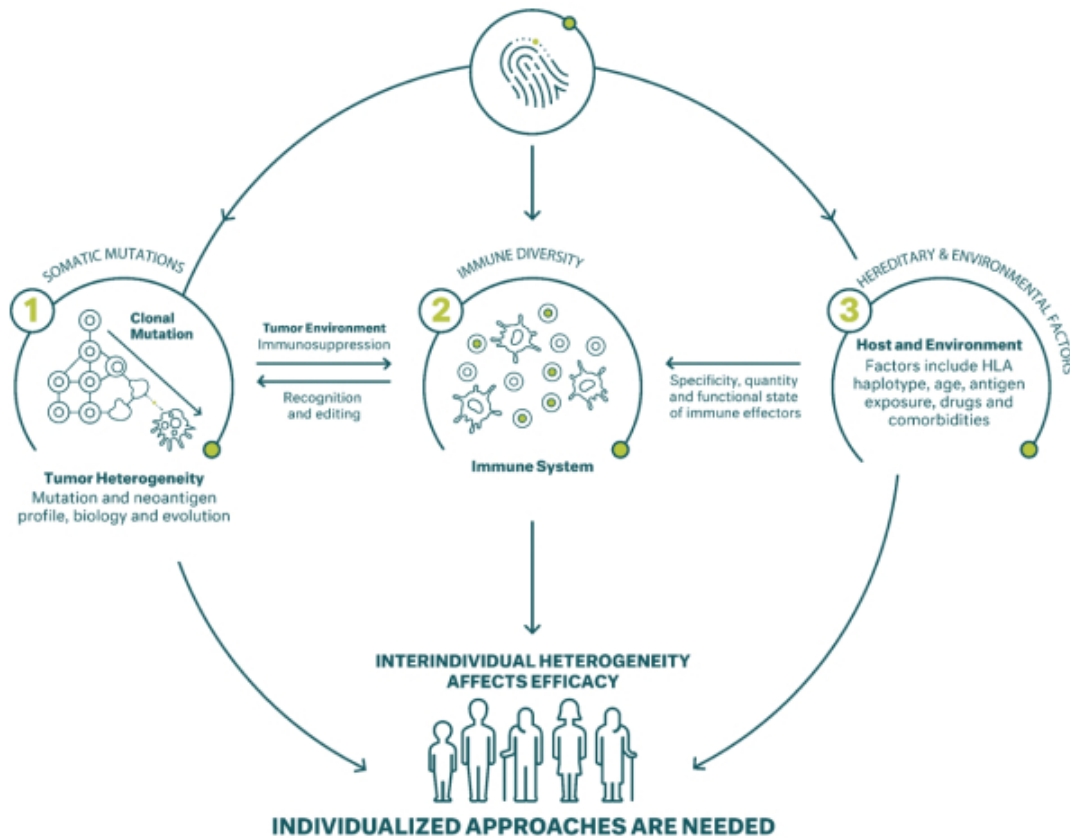 SOMATIC MUTATIONS
1
Clonal
Mutation
Tumor Heterogeneity
Mutation and neoantigen
profile, biology and evolution
Tumor Environment
Immunosuppression
Recognition
and editing
IMMUNE DIVERSITY
2
Immune System
Specificity, quantity
and functional state
of immune effectors
HEREDITARY & ENVIRONMENTAL FACTORS
3
Host and Environment
Factors include HLA
haplotype, age, antigen
exposure, drugs and
comorbidities
INTERINDIVIDUAL HETEROGENEITY
AFFECTS EFFICACY
INDIVIDUALIZED APPROACHES ARE NEEDED